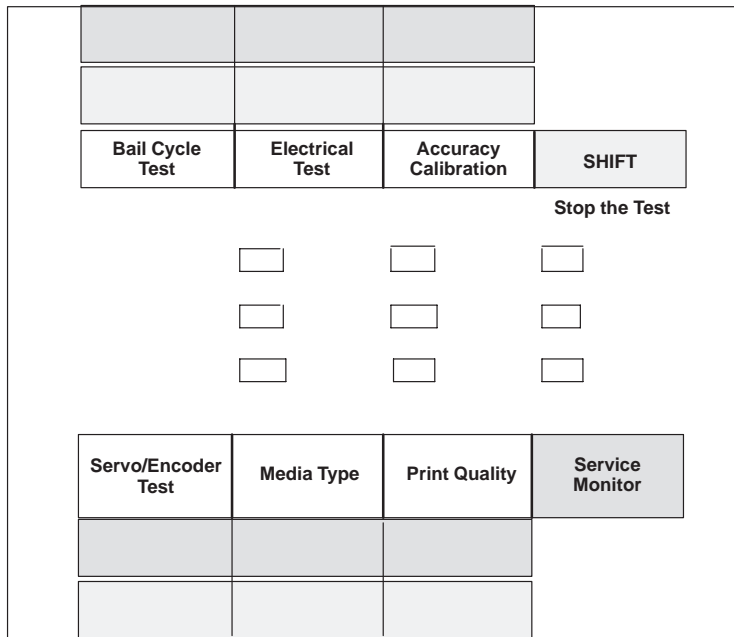 Bail Cycle
Test
Electrical
Test
Accuracy
Calibration
SHIFT
Stop the Test
Servo/Encoder
Test
Media Type
Print Quality
Service
Monitor